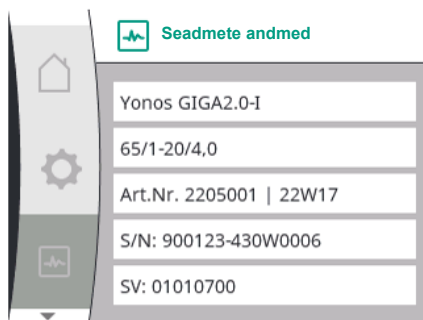 Seadmete andmed
Yonos GIGA2.0-I
65/1-20/4,0
Art.Nr. 2205001 | 22W17
S/N: 900123-430W0006
SV: 01010700